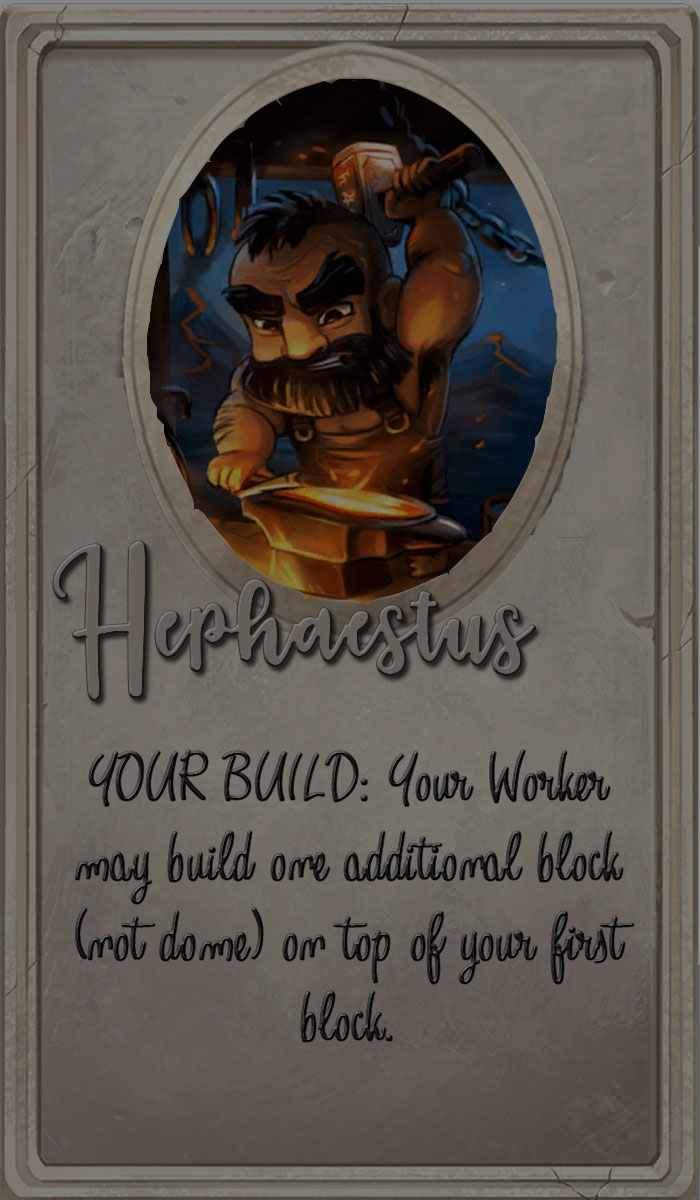 Hephaestus
YOUR BUILD: Your Worker
may build one additional block
(not dome) on top of your first
block.